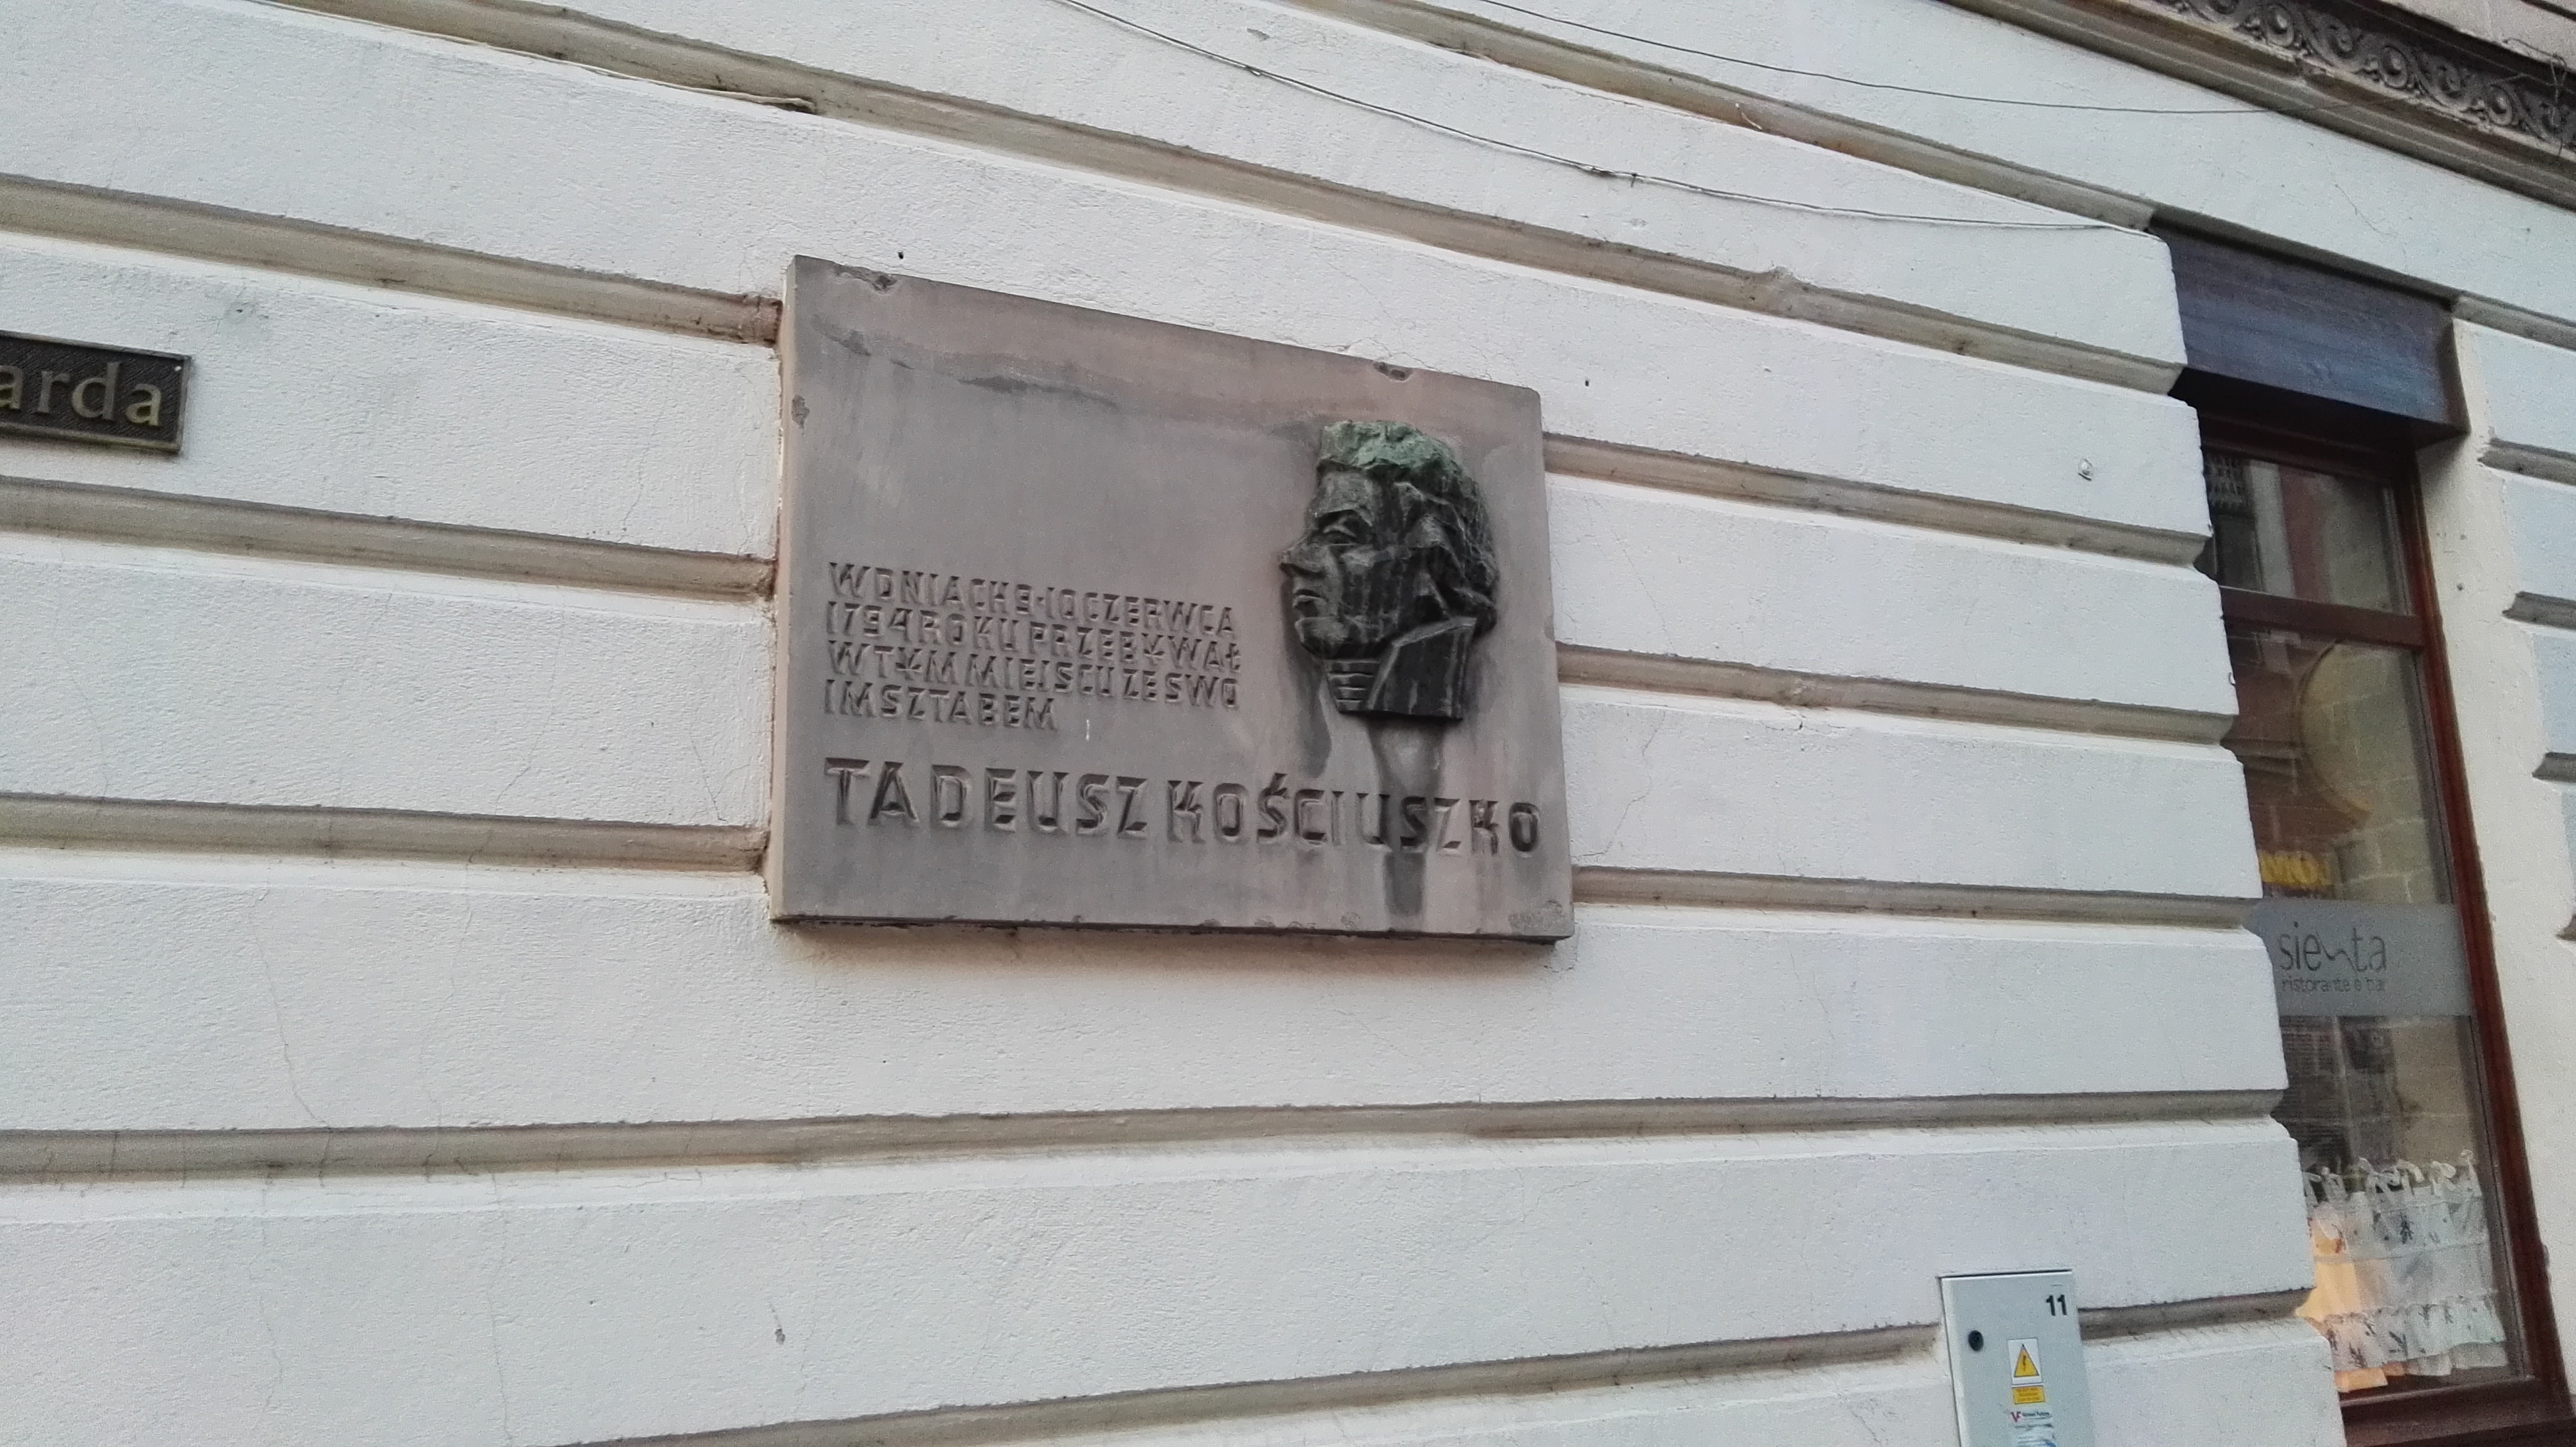 arda
W DNIACH 9-10 CZERWCA
1794 ROKU PRZEBYWAŁ
W TYM MIEJSCU ZE SWO
IM SZTABEM
TADEUSZ KOŚCIUSZKO
sienta
ristorante e bar
11